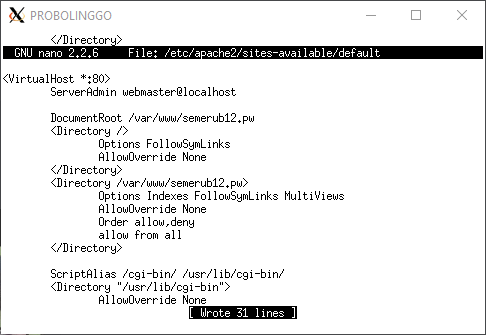 PROBOLINGGO
</Directory>
GNU nano 2.2.6 File: /etc/apache2/sites-available/default
<VirtualHost *:80>
ServerAdmin webmaster@localhost
DocumentRoot /var/www/semerub12.pw
<Directory />
Options FollowSymLinks
AllowOverride None
</Directory>
<Directory /var/www/semerub12.pw>
Options Indexes FollowSymLinks MultiViews
AllowOverride None
Order allow,deny
allow from all
</Directory>
ScriptAlias /cgi-bin/ /usr/lib/cgi-bin/
<Directory "/usr/lib/cgi-bin">
AllowOverride None
[ Wrote 31 lines ]